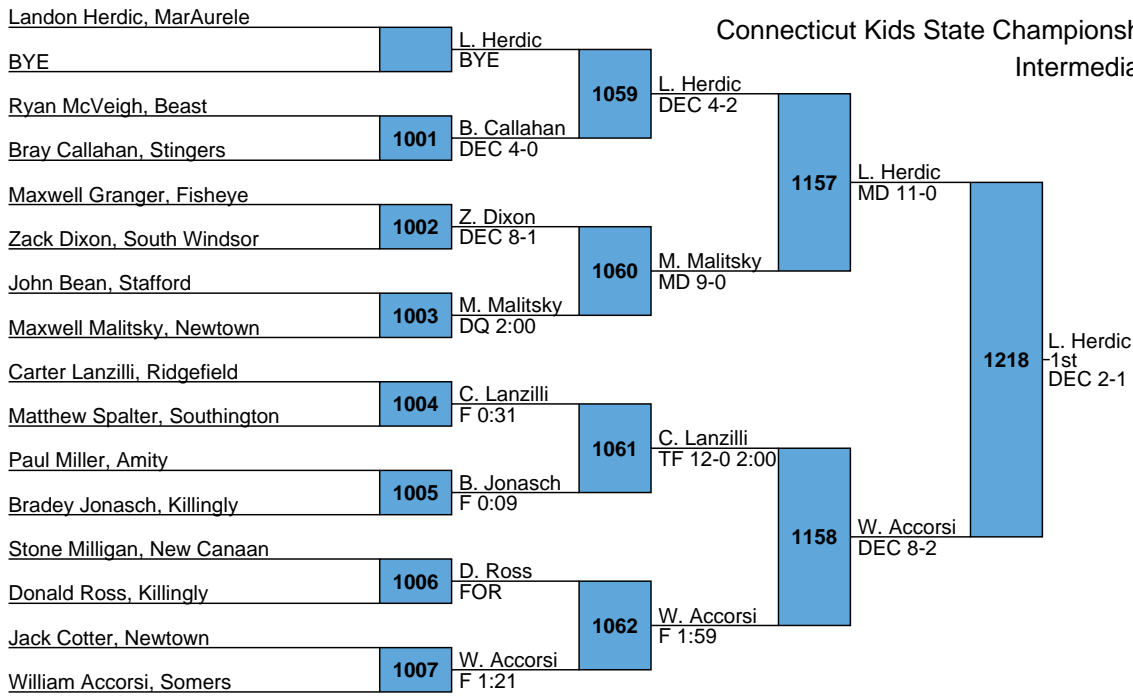 Connecticut Kids State Championsh
Intermedia
Landon Herdic, MarAurele
BYE
Ryan McVeigh, Beast
Bray Callahan, Stingers
Maxwell Granger, Fisheye
Zack Dixon, South Windsor
John Bean, Stafford
Maxwell Malitsky, Newtown
Carter Lanzilli, Ridgefield
Matthew Spalter, Southington
Paul Miller, Amity
Bradey Jonasch, Killingly
Stone Milligan, New Canaan
Donald Ross, Killingly
Jack Cotter, Newtown
William Accorsi, Somers
1001
1002
1003
1004
1005
1006
1007
L. Herdic
BYE
B. Callahan
DEC 4-0
Z. Dixon
DEC 8-1
M. Malitsky
DQ 2:00
C. Lanzilli
F 0:31
B. Jonasch
F 0:09
D. Ross
FOR
W. Accorsi
F 1:21
1059
1060
1061
1062
L. Herdic
DEC 4-2
M. Malitsky
MD 9-0
C. Lanzilli
TF 12-0 2:00
W. Accorsi
F 1:59
1157
1158
L. Herdic
MD 11-0
W. Accorsi
DEC 8-2
1218
L. Herdic
1st
DEC 2-1